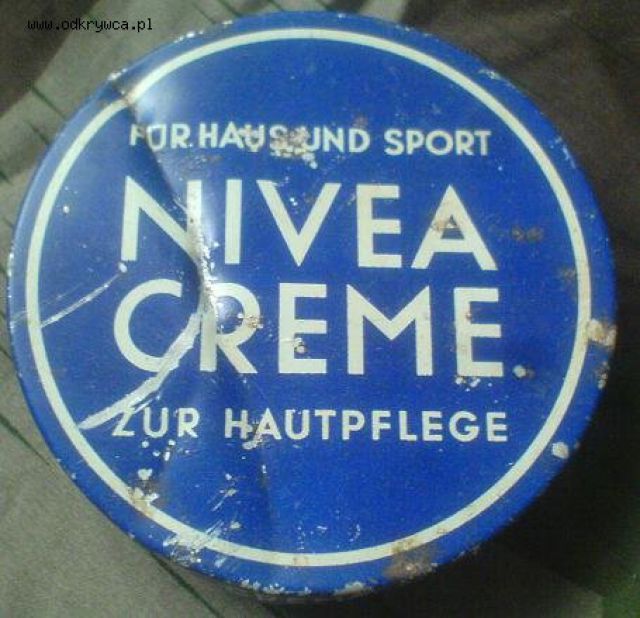 www.odkrywca.pl
FÜR HAUS UND SPORT
NIVEA
CREME
ZUR HAUTPFLEGE